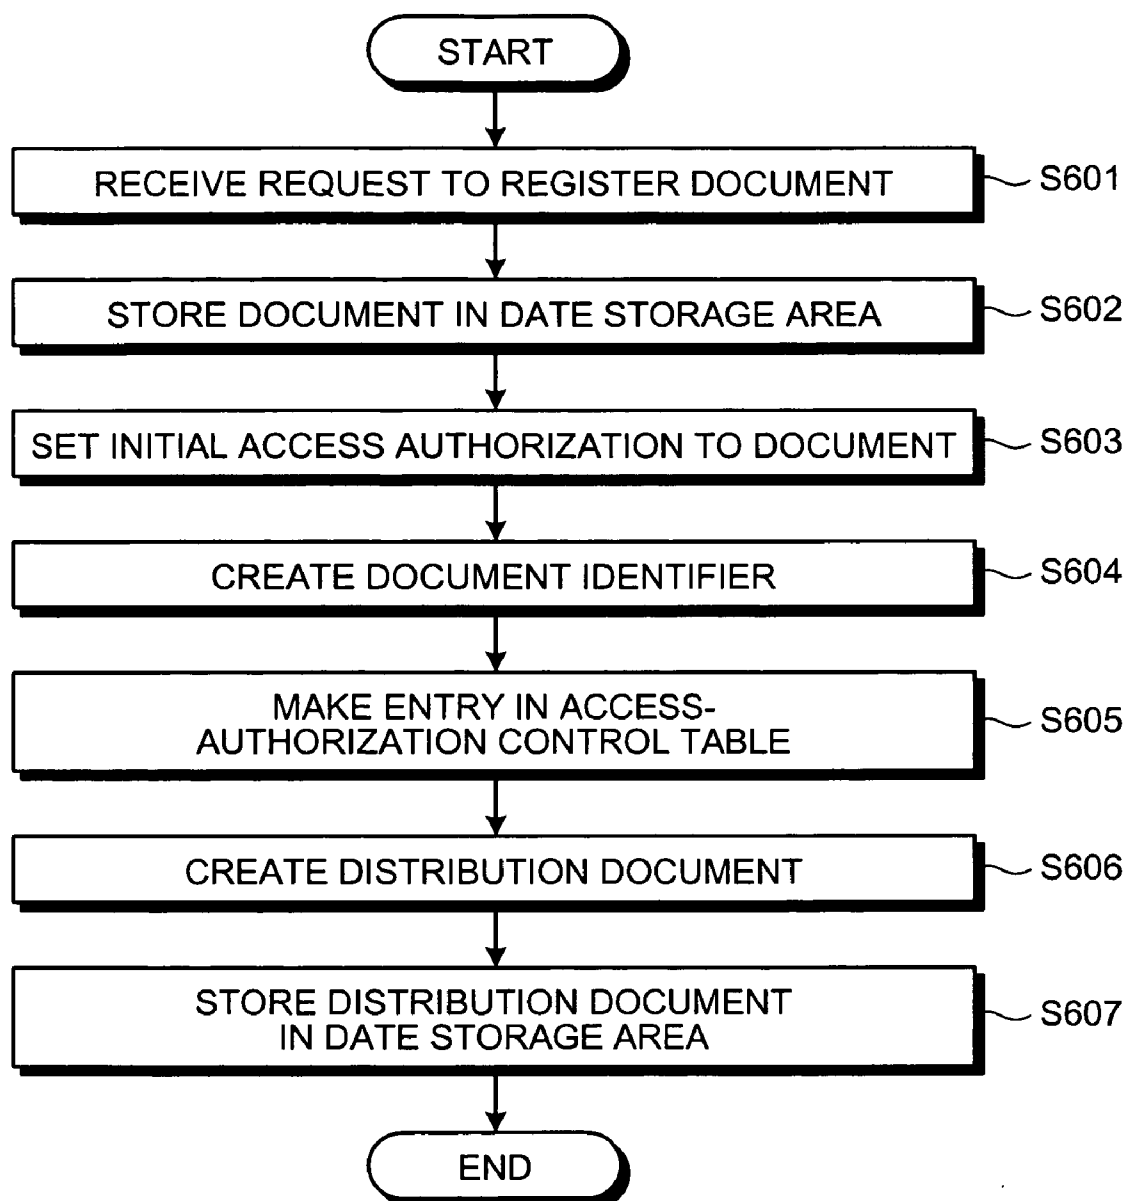 START
RECEIVE REQUEST TO REGISTER DOCUMENT
S601
STORE DOCUMENT IN DATE STORAGE AREA
S602
SET INITIAL ACCESS AUTHORIZATION TO DOCUMENT
S603
CREATE DOCUMENT IDENTIFIER
S604
MAKE ENTRY IN ACCESS-
AUTHORIZATION CONTROL TABLE
S605
CREATE DISTRIBUTION DOCUMENT
S606
STORE DISTRIBUTION DOCUMENT
IN DATE STORAGE AREA
S607
END